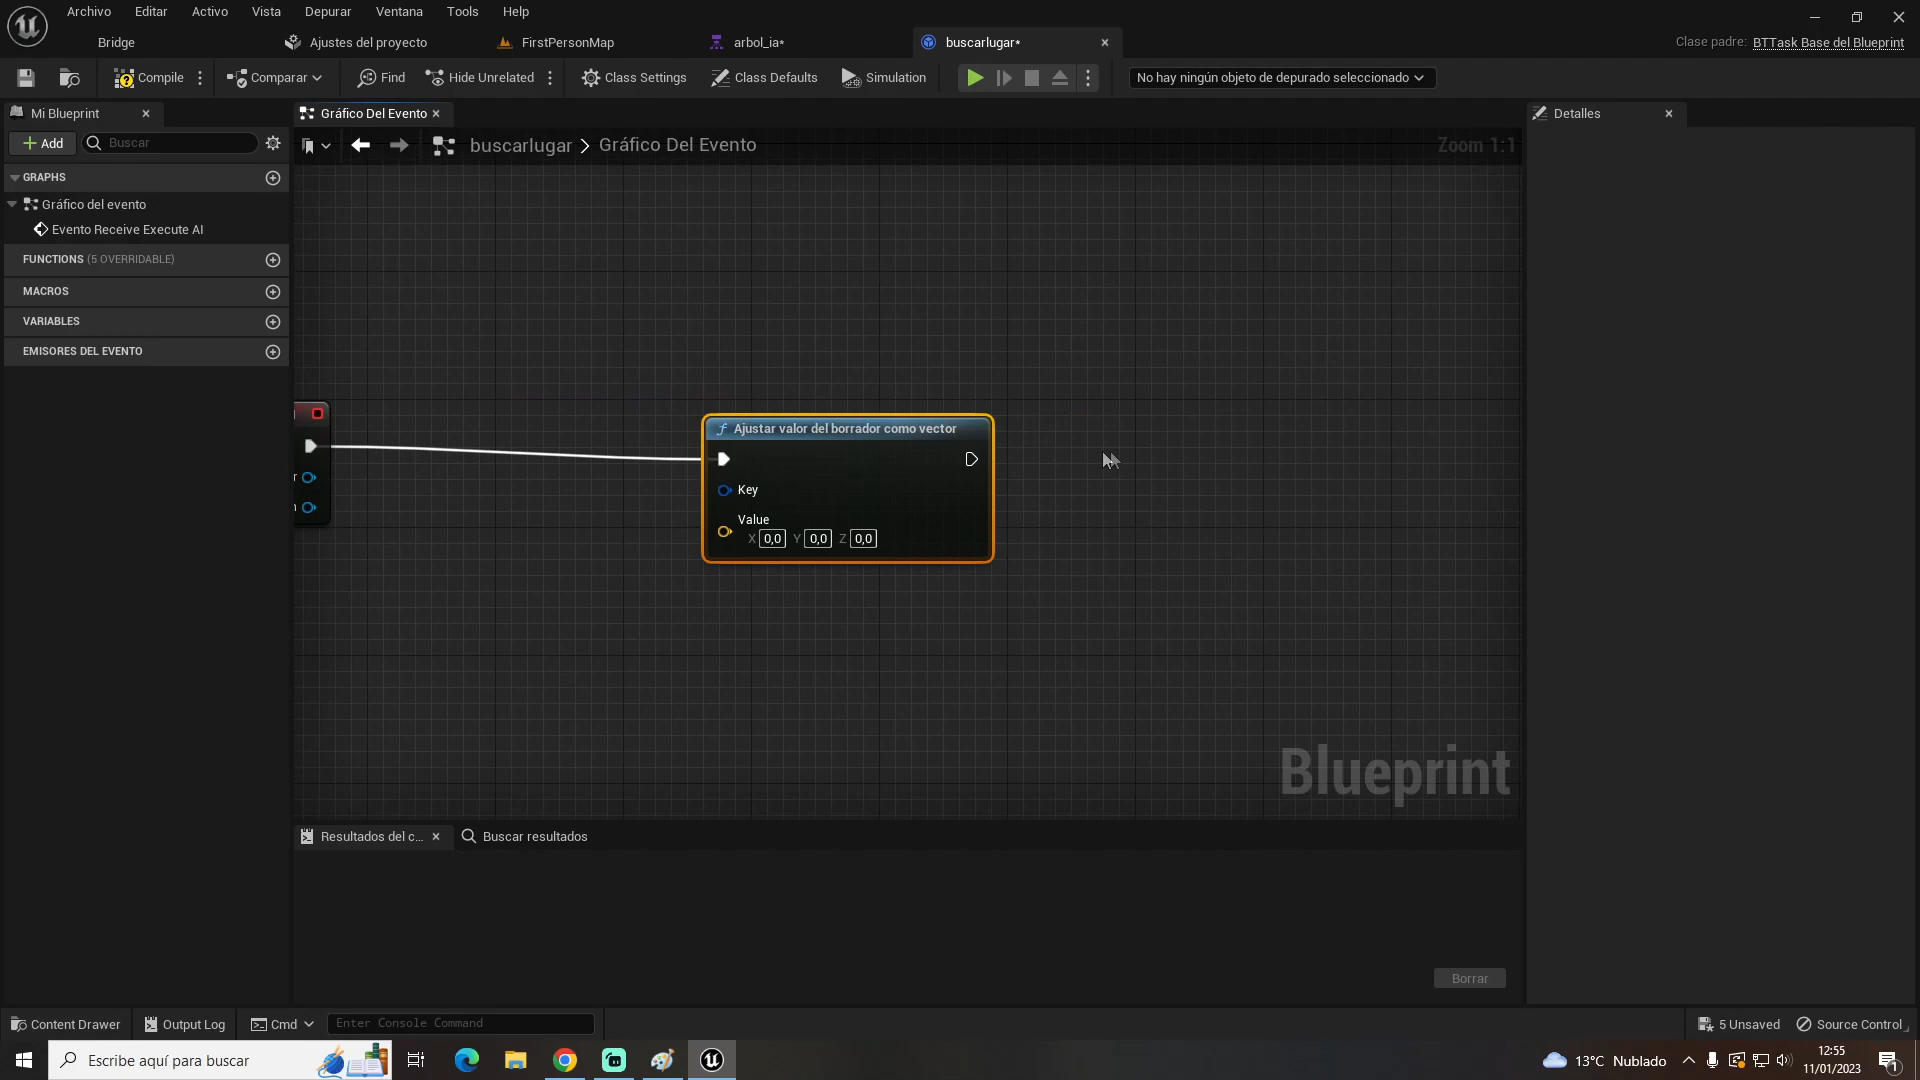 Archivo Editar Activo Vista Depurar Ventana Tools Help
Bridge Ajustes del proyecto FirstPersonMap arbol_ia* buscarlugar* Clase padre: BTTask Base del Blueprint
Compile Comparar Find Hide Unrelated Class Settings Class Defaults Simulation No hay ningún objeto de depurado seleccionado
Mi Blueprint Gráfico Del Evento Detalles
Add Buscar buscarlugar > Gráfico Del Evento Zoom 1:1
GRAPHS
Gráfico del evento
Evento Receive Execute AI
FUNCTIONS (5 OVERRIDABLE)
MACROS
VARIABLES
EMISORES DEL EVENTO
Ajustar valor del borrador como vector
Key
Value
X 0,0 Y 0,0 Z 0,0
Blueprint
Resultados del c... Buscar resultados
Borrar
Content Drawer Output Log Cmd Enter Console Command 5 Unsaved Source Control
Escribe aquí para buscar 13°C Nublado 12:55
11/01/2023
1